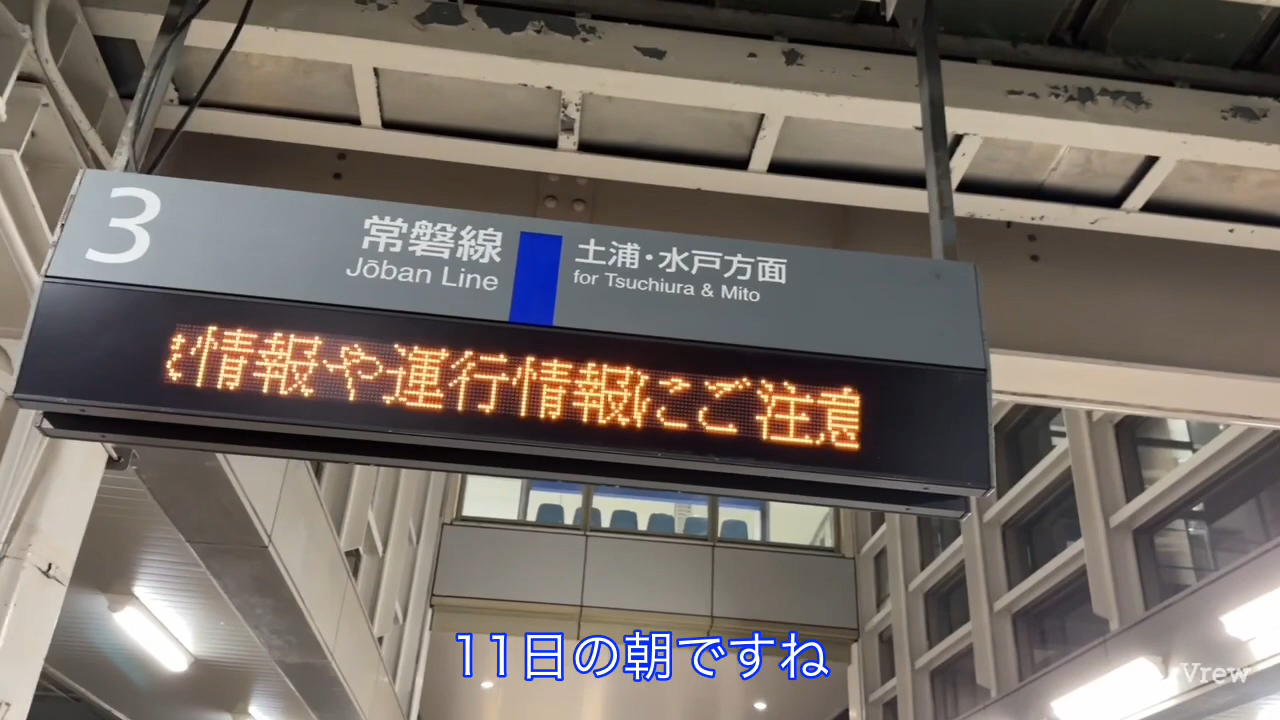 3
常磐線
Jōban Line
土浦・水戸方面
for Tsuchiura & Mito
情報や運行情報にご注意
11日の朝ですね
Vrew